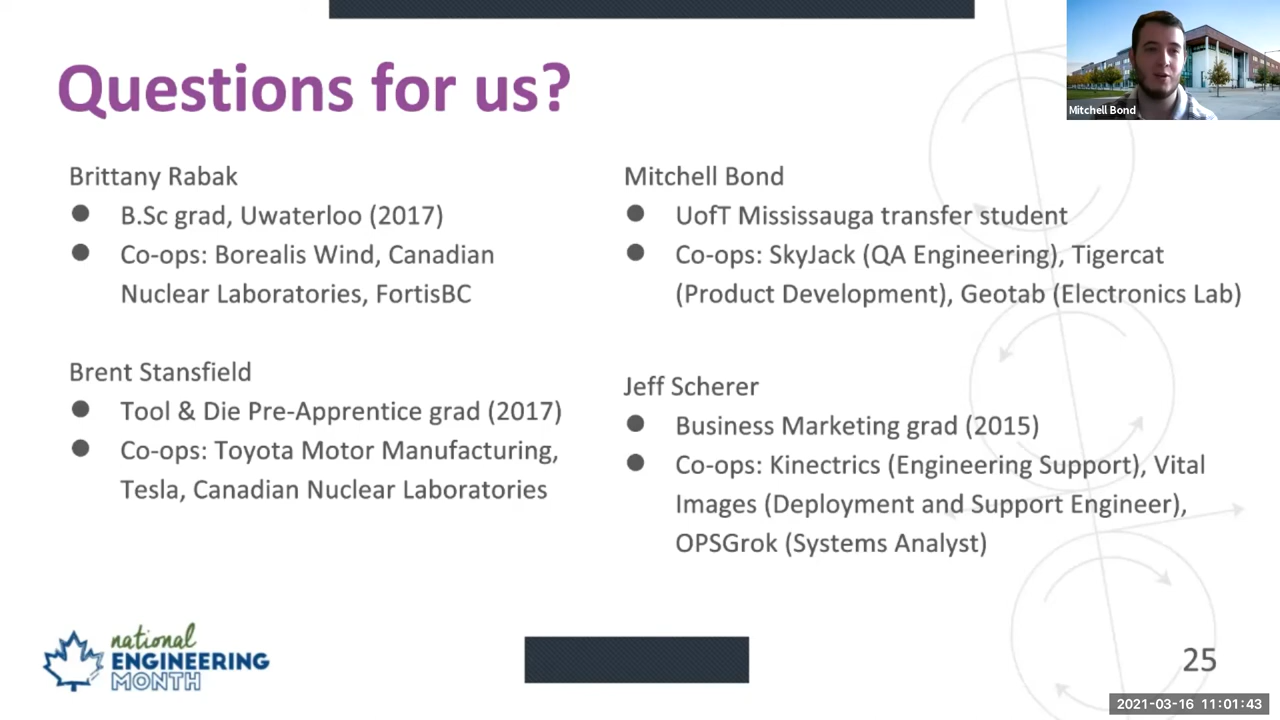 Questions for us?
Mitchell Bond
Brittany Rabak
● B.Sc grad, Uwaterloo (2017)
● Co-ops: Borealis Wind, Canadian
Nuclear Laboratories, FortisBC
Brent Stansfield
● Tool & Die Pre-Apprentice grad (2017)
● Co-ops: Toyota Motor Manufacturing,
Tesla, Canadian Nuclear Laboratories
Mitchell Bond
● UofT Mississauga transfer student
● Co-ops: SkyJack (QA Engineering), Tigercat
(Product Development), Geotab (Electronics Lab)
Jeff Scherer
● Business Marketing grad (2015)
● Co-ops: Kinectrics (Engineering Support), Vital
Images (Deployment and Support Engineer),
OPSGrok (Systems Analyst)
national
ENGINEERING
MONTH
25
2021-03-16 11:01:43